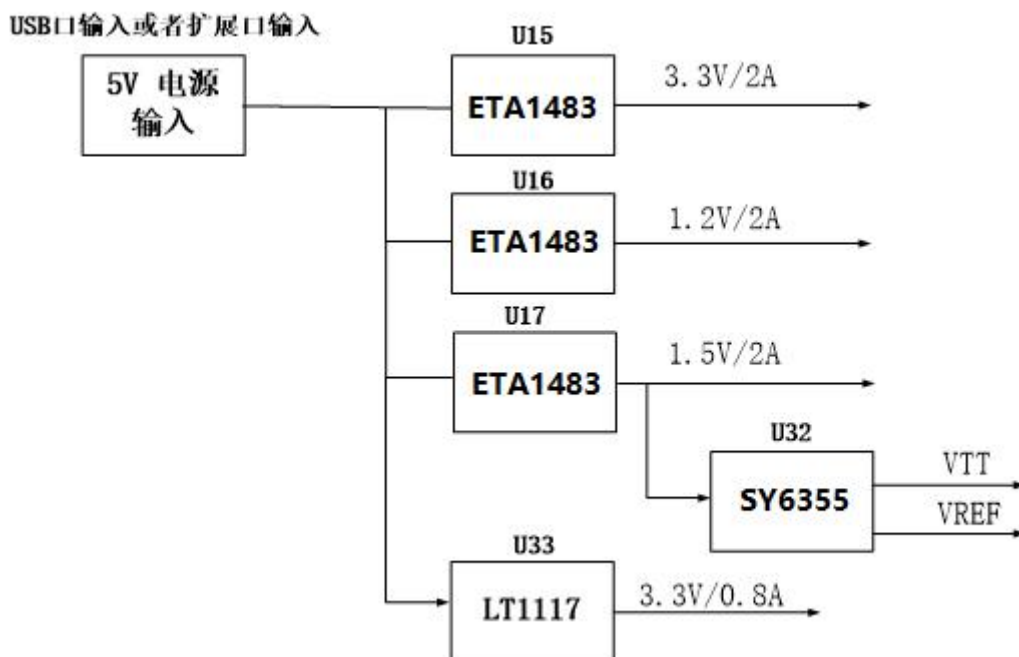 USB口输入或者扩展口输入
5V 电源
输入
U15
ETA1483
3.3V/2A
U16
ETA1483
1.2V/2A
U17
ETA1483
1.5V/2A
U32
SY6355
VTT
VREF
U33
LT1117
3.3V/0.8A